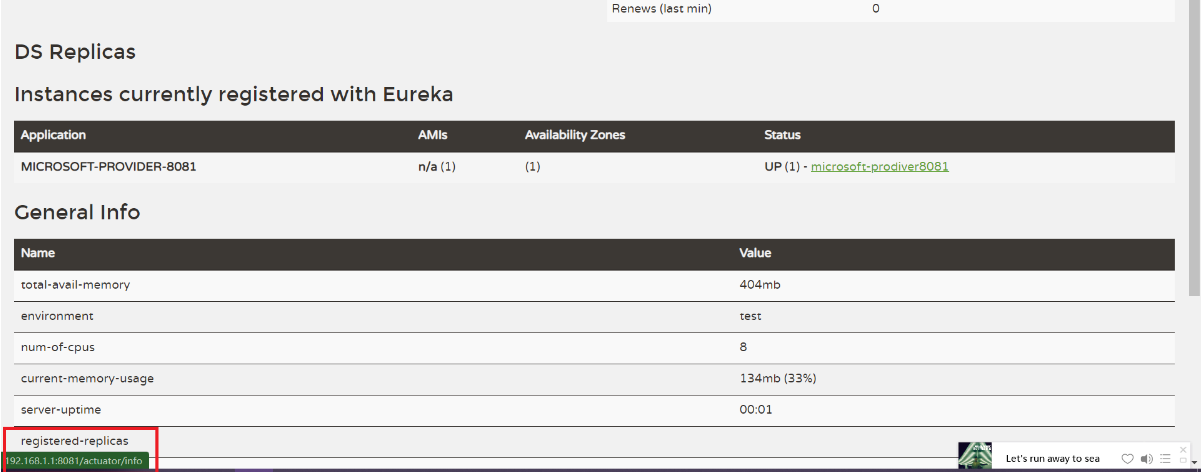 Renews (last min) 0
DS Replicas
Instances currently registered with Eureka
Application AMIs Availability Zones Status
MICROSOFT-PROVIDER-8081 n/a (1) (1) UP (1) - microsoft-prodiver8081
General Info
Name Value
total-avail-memory 404mb
environment test
num-of-cpus 8
current-memory-usage 134mb (33%)
server-uptime 00:01
registered-replicas
192.168.1.1:8081/actuator/info
Let's run away to sea